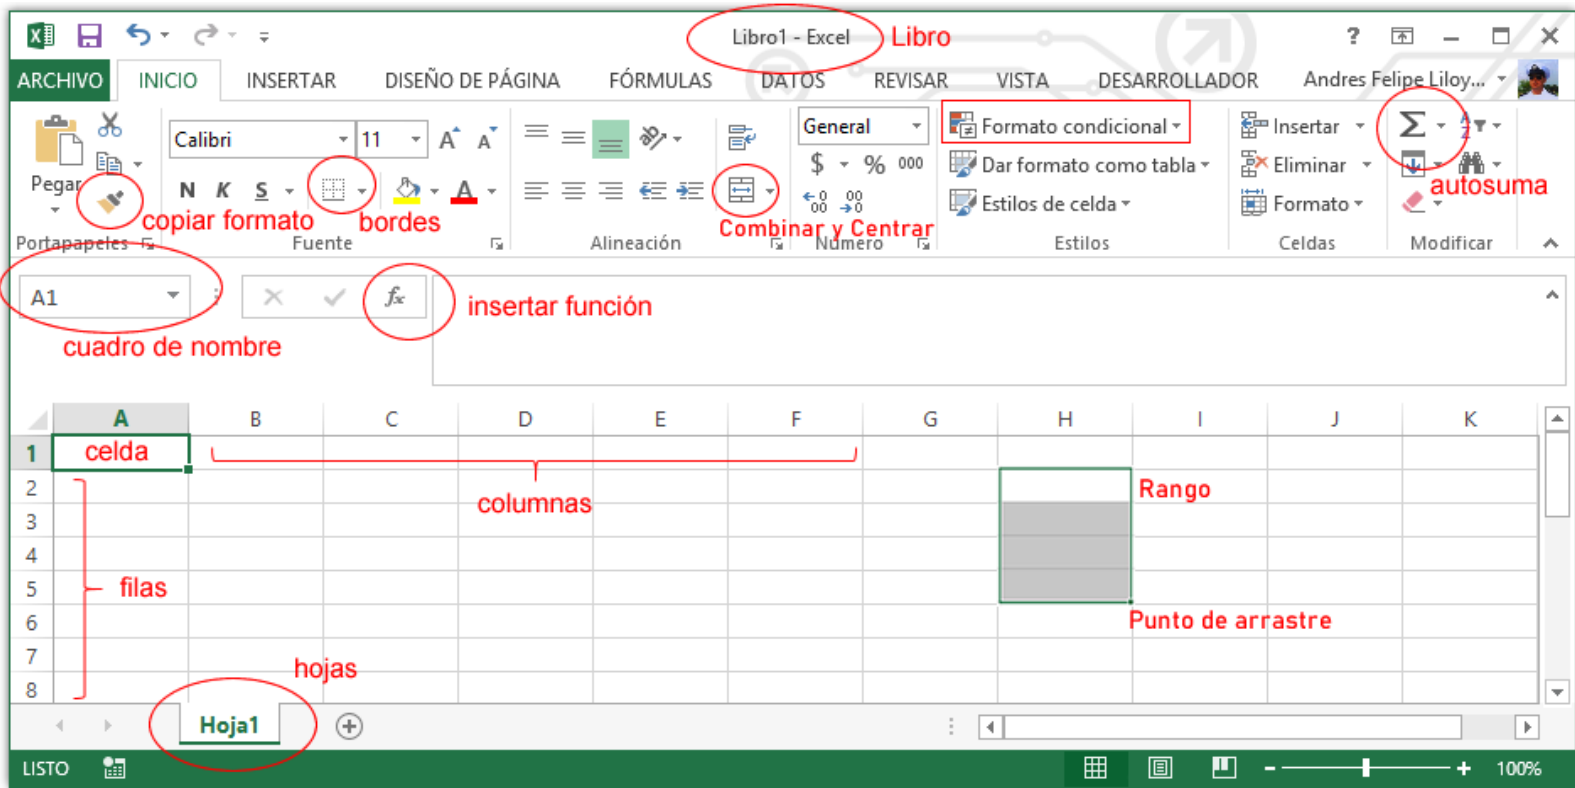 Libro1 - Excel Libro
ARCHIVO INICIO INSERTAR DISEÑO DE PÁGINA FÓRMULAS DATOS REVISAR VISTA DESARROLLADOR Andres Felipe Liloy...
Calibri 11 General Formato condicional Insertar
Pegar $ % 000 Dar formato como tabla Eliminar
N K S A Estilos de celda Formato autosuma
copiar formato bordes Combinar y Centrar
Portapapeles Fuente Alineación Número Estilos Celdas Modificar
A1 fx insertar función
cuadro de nombre
A B C D E F G H I J K
1 celda
2 Rango
columnas
3
4
5 filas
6 Punto de arrastre
7 hojas
8
Hoja1
LISTO 100%